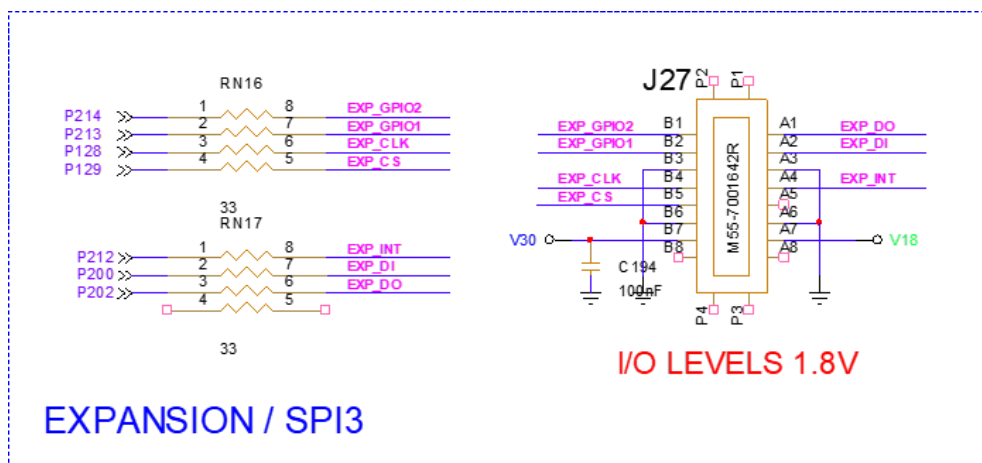 RN16
P214 1 8 EXP_GPIO2
P213 2 7 EXP_GPIO1
P128 3 6 EXP_CLK
P129 4 5 EXP_CS
33
RN17
P212 1 8 EXP_INT
P200 2 7 EXP_DI
P202 3 6 EXP_DO
4 5
33
J27 P2 P1
EXP_GPIO2 B1 A1 EXP_DO
EXP_GPIO1 B2 A2 EXP_DI
B3 A3
EXP_CLK B4 A4 EXP_INT
EXP_CS B5 A5
B6 A6
V30 B7 A7 V18
B8 A8
M55-7001642R
C194
100nF
P4 P3
I/O LEVELS 1.8V
EXPANSION / SPI3